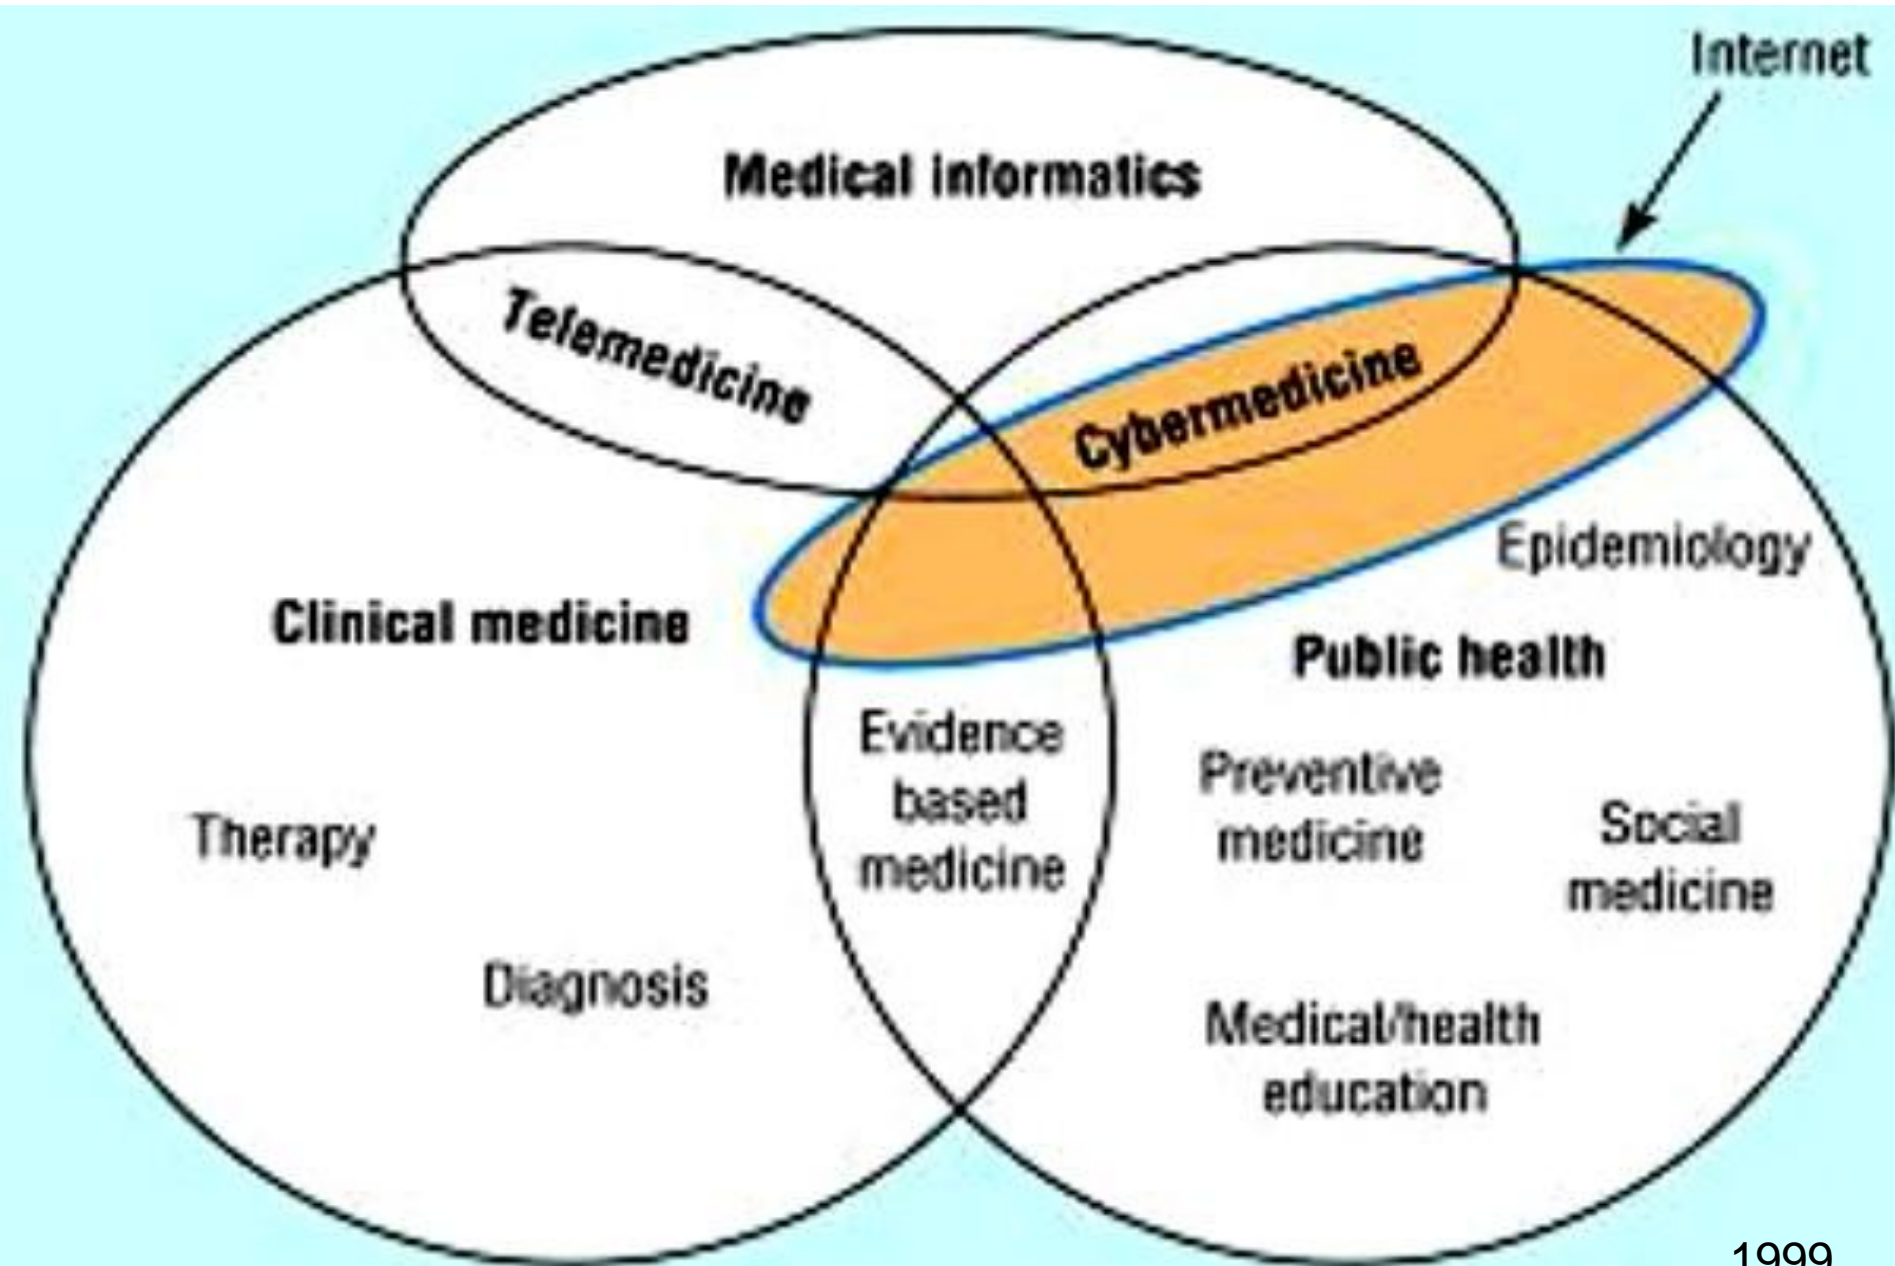 Internet
Medical informatics
Telemedicine
Cybermedicine
Epidemiology
Clinical medicine
Public health
Evidence
based
medicine
Preventive
medicine
Social
medicine
Therapy
Diagnosis
Medical/health
education
1999